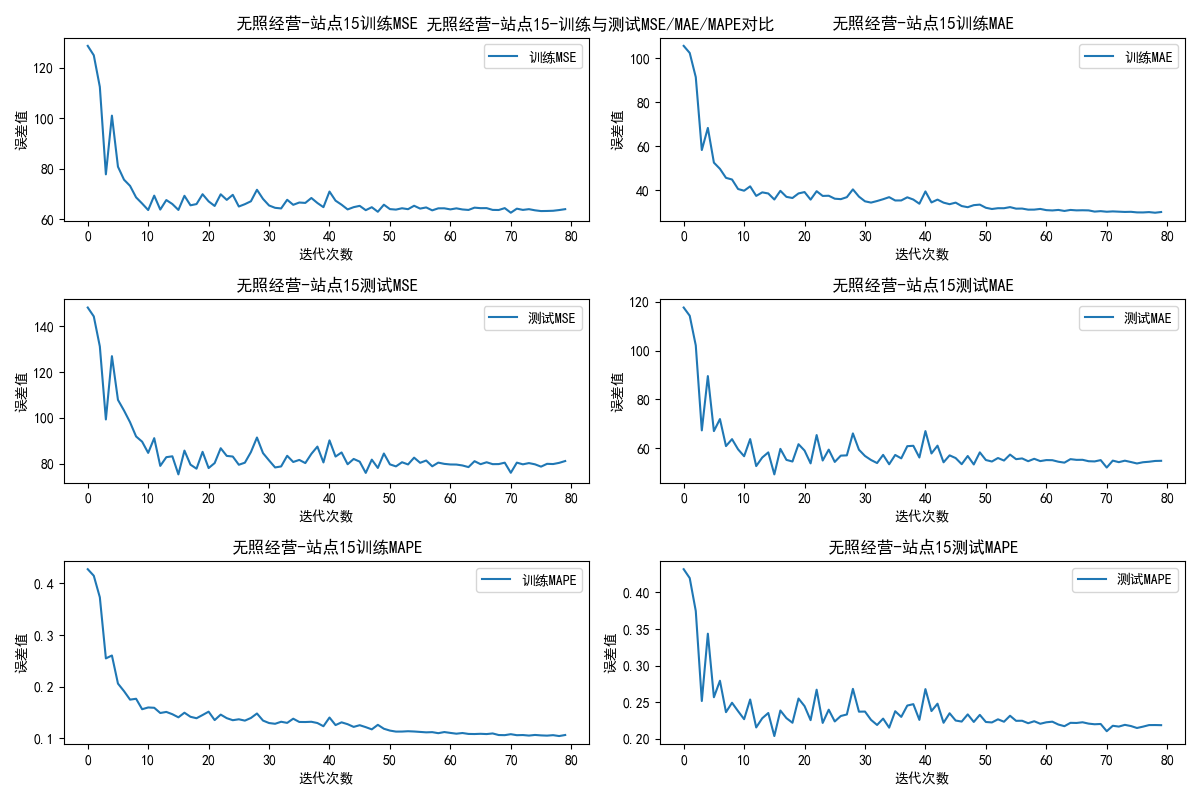 无照经营-站点15-训练与测试MSE/MAE/MAPE对比
无照经营-站点15训练MSE
训练MSE
误差值
120
100
80
60
0 10 20 30 40 50 60 70 80
迭代次数
无照经营-站点15训练MAE
训练MAE
误差值
100
80
60
40
0 10 20 30 40 50 60 70 80
迭代次数
无照经营-站点15测试MSE
测试MSE
误差值
140
120
100
80
0 10 20 30 40 50 60 70 80
迭代次数
无照经营-站点15测试MAE
测试MAE
误差值
120
100
80
60
0 10 20 30 40 50 60 70 80
迭代次数
无照经营-站点15训练MAPE
训练MAPE
误差值
0.4
0.3
0.2
0.1
0 10 20 30 40 50 60 70 80
迭代次数
无照经营-站点15测试MAPE
测试MAPE
误差值
0.40
0.35
0.30
0.25
0.20
0 10 20 30 40 50 60 70 80
迭代次数